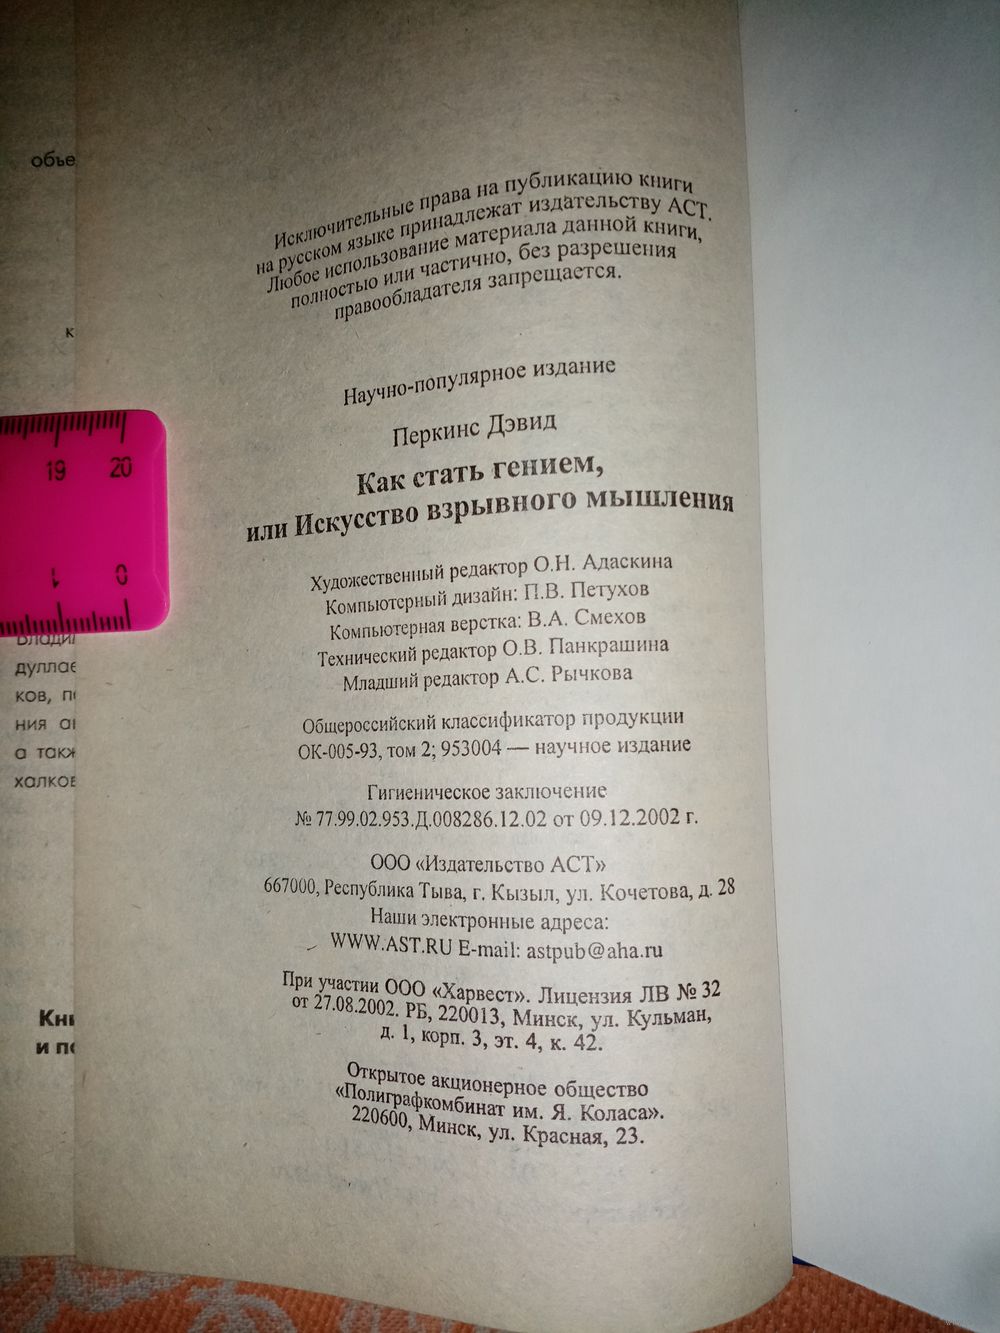 объе
к
19 20
1 0
дуллае
ков, п
ния а
а такж
халков
Кни
и по
Исключительные права на публикацию книги
на русском языке принадлежат издательству АСТ.
Любое использование материала данной книги,
полностью или частично, без разрешения
правообладателя запрещается.
Научно-популярное издание
Перкинс Дэвид
Как стать гением,
или Искусство взрывного мышления
Художественный редактор О.Н. Адаскина
Компьютерный дизайн: П.В. Петухов
Компьютерная верстка: В.А. Смехов
Технический редактор О.В. Панкрашина
Младший редактор А.С. Рычкова
Общероссийский классификатор продукции
ОК-005-93, том 2; 953004 — научное издание
Гигиеническое заключение
№ 77.99.02.953.Д.008286.12.02 от 09.12.2002 г.
ООО «Издательство АСТ»
667000, Республика Тыва, г. Кызыл, ул. Кочетова, д. 28
Наши электронные адреса:
WWW.AST.RU E-mail: astpub@aha.ru
При участии ООО «Харвест». Лицензия ЛВ № 32
от 27.08.2002. РБ, 220013, Минск, ул. Кульман,
д. 1, корп. 3, эт. 4, к. 42.
Открытое акционерное общество
«Полиграфкомбинат им. Я. Коласа».
220600, Минск, ул. Красная, 23.